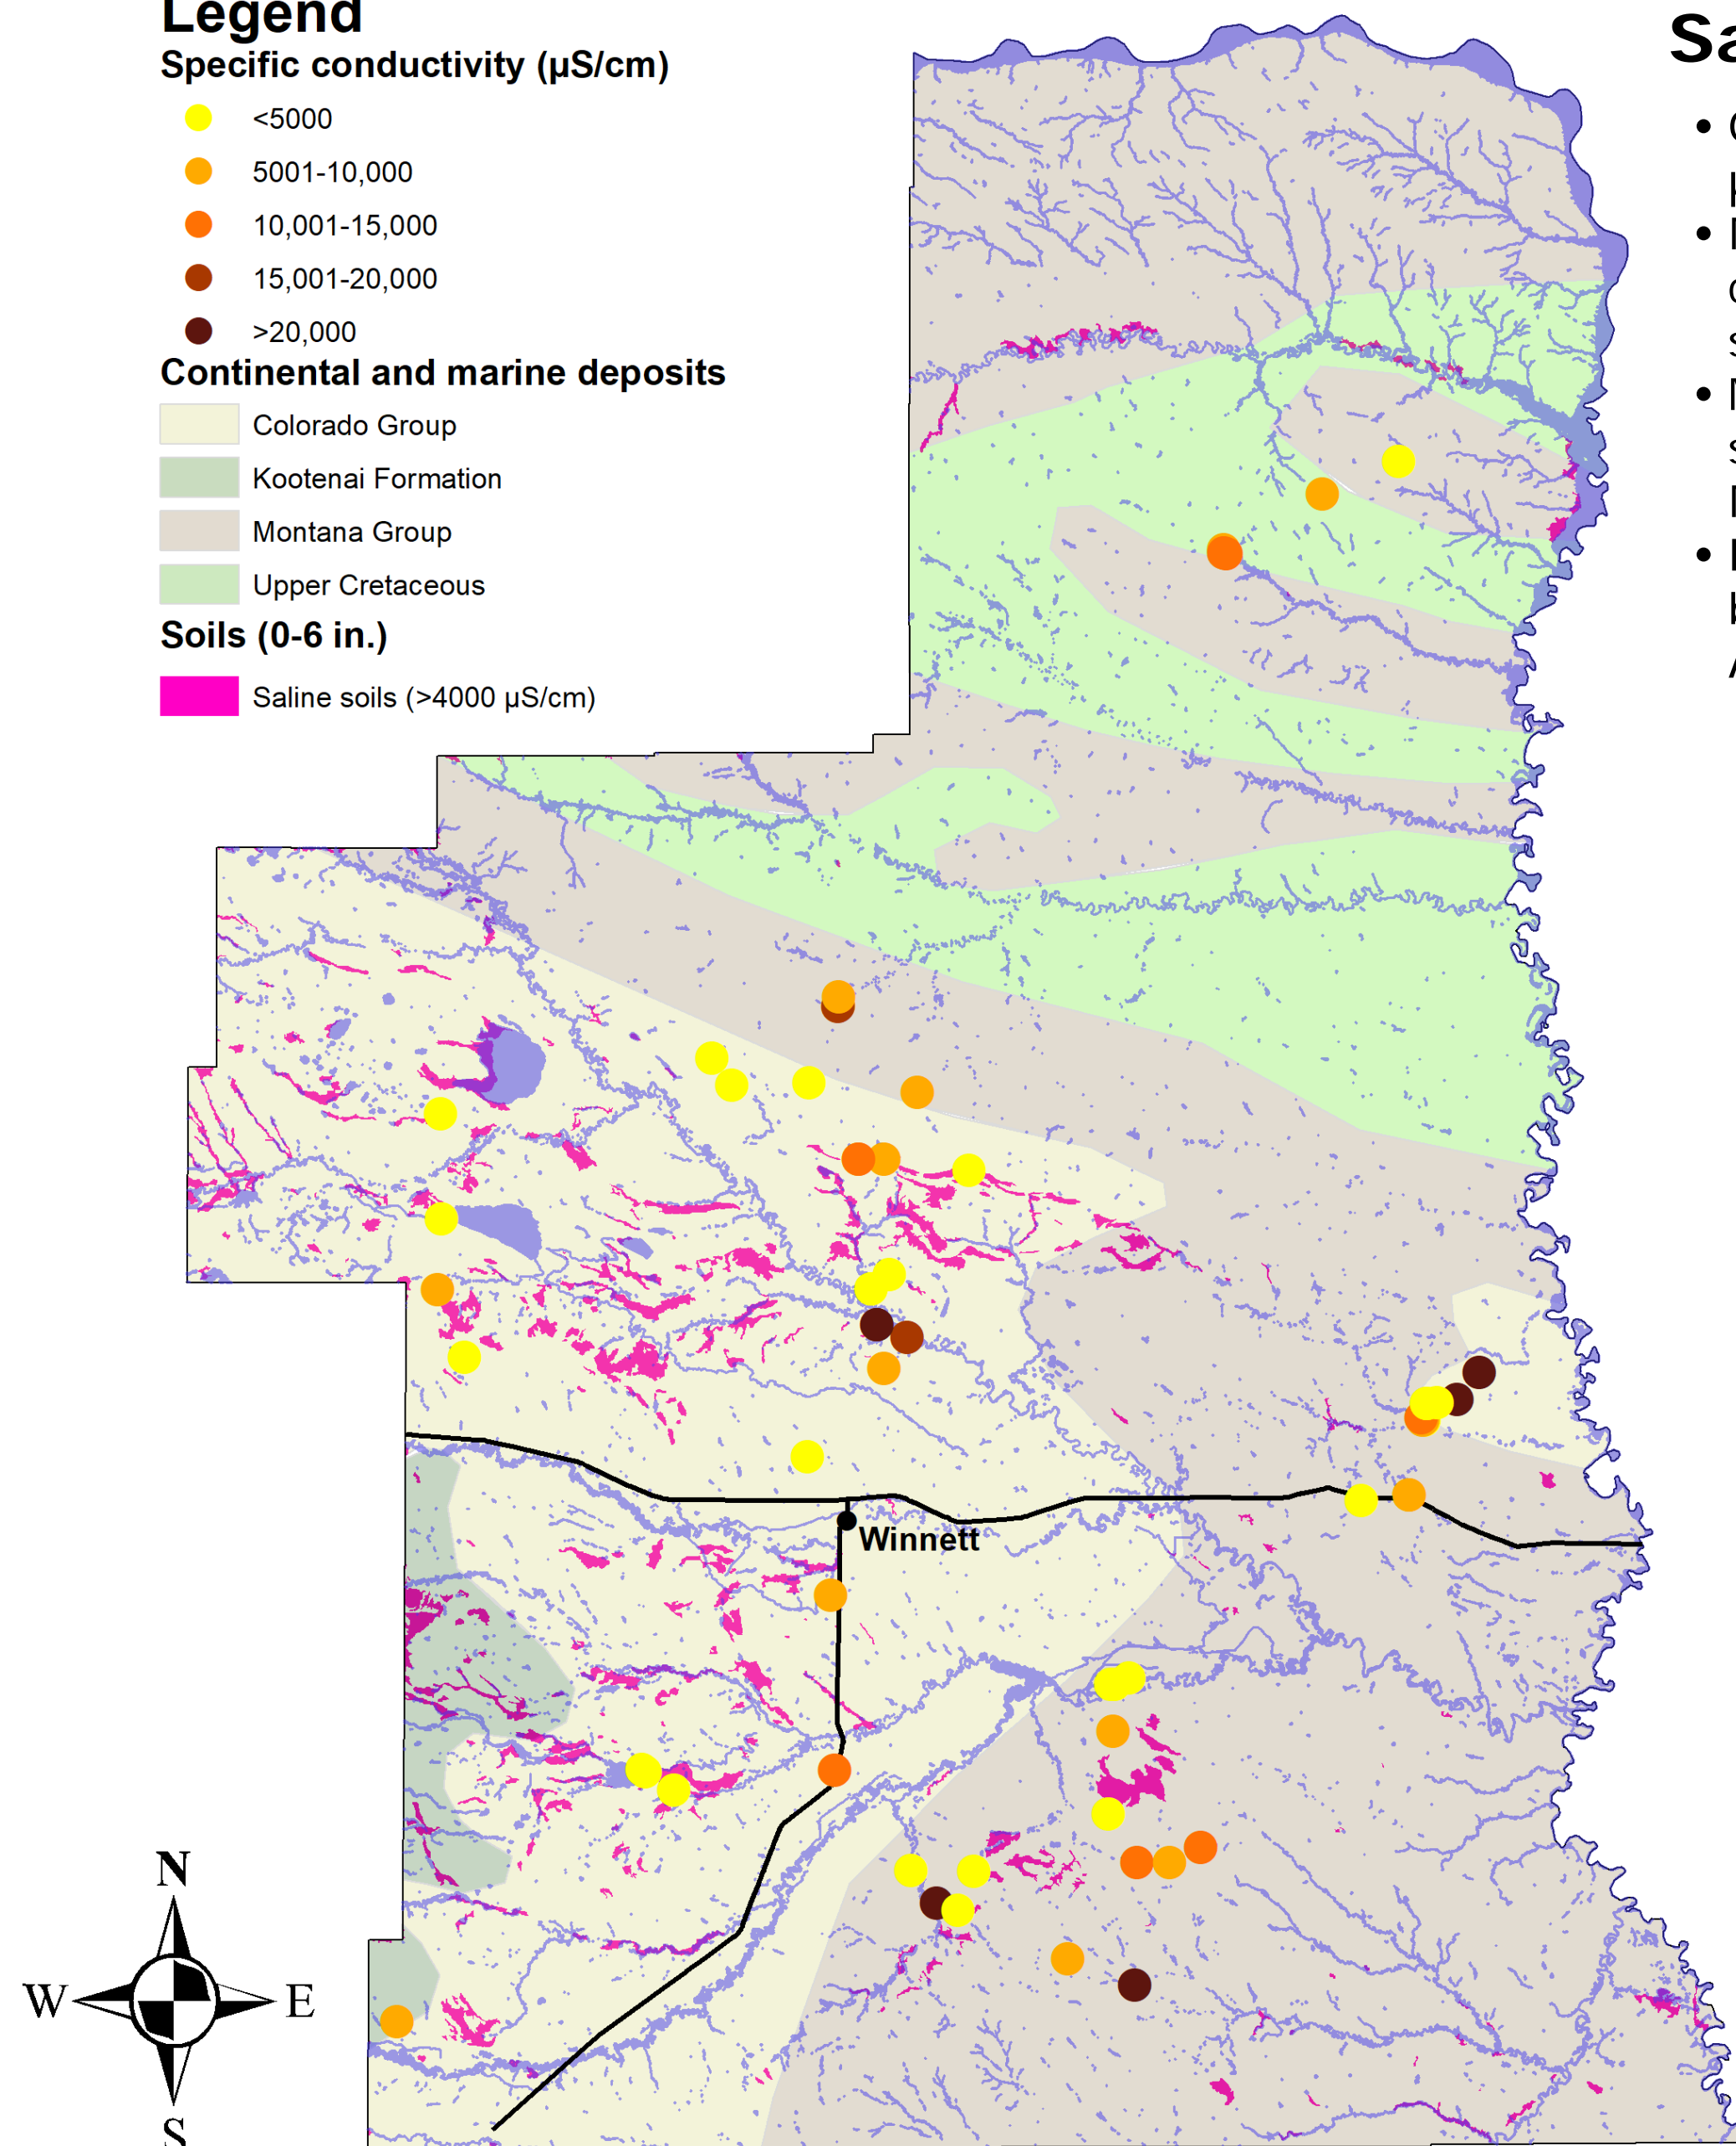 Legend
Specific conductivity (µS/cm)
<5000
5001-10,000
10,001-15,000
15,001-20,000
>20,000
Continental and marine deposits
Colorado Group
Kootenai Formation
Montana Group
Upper Cretaceous
Soils (0-6 in.)
Saline soils (>4000 µS/cm)
Sa
•
•
•
•
Winnett
N
W E
S